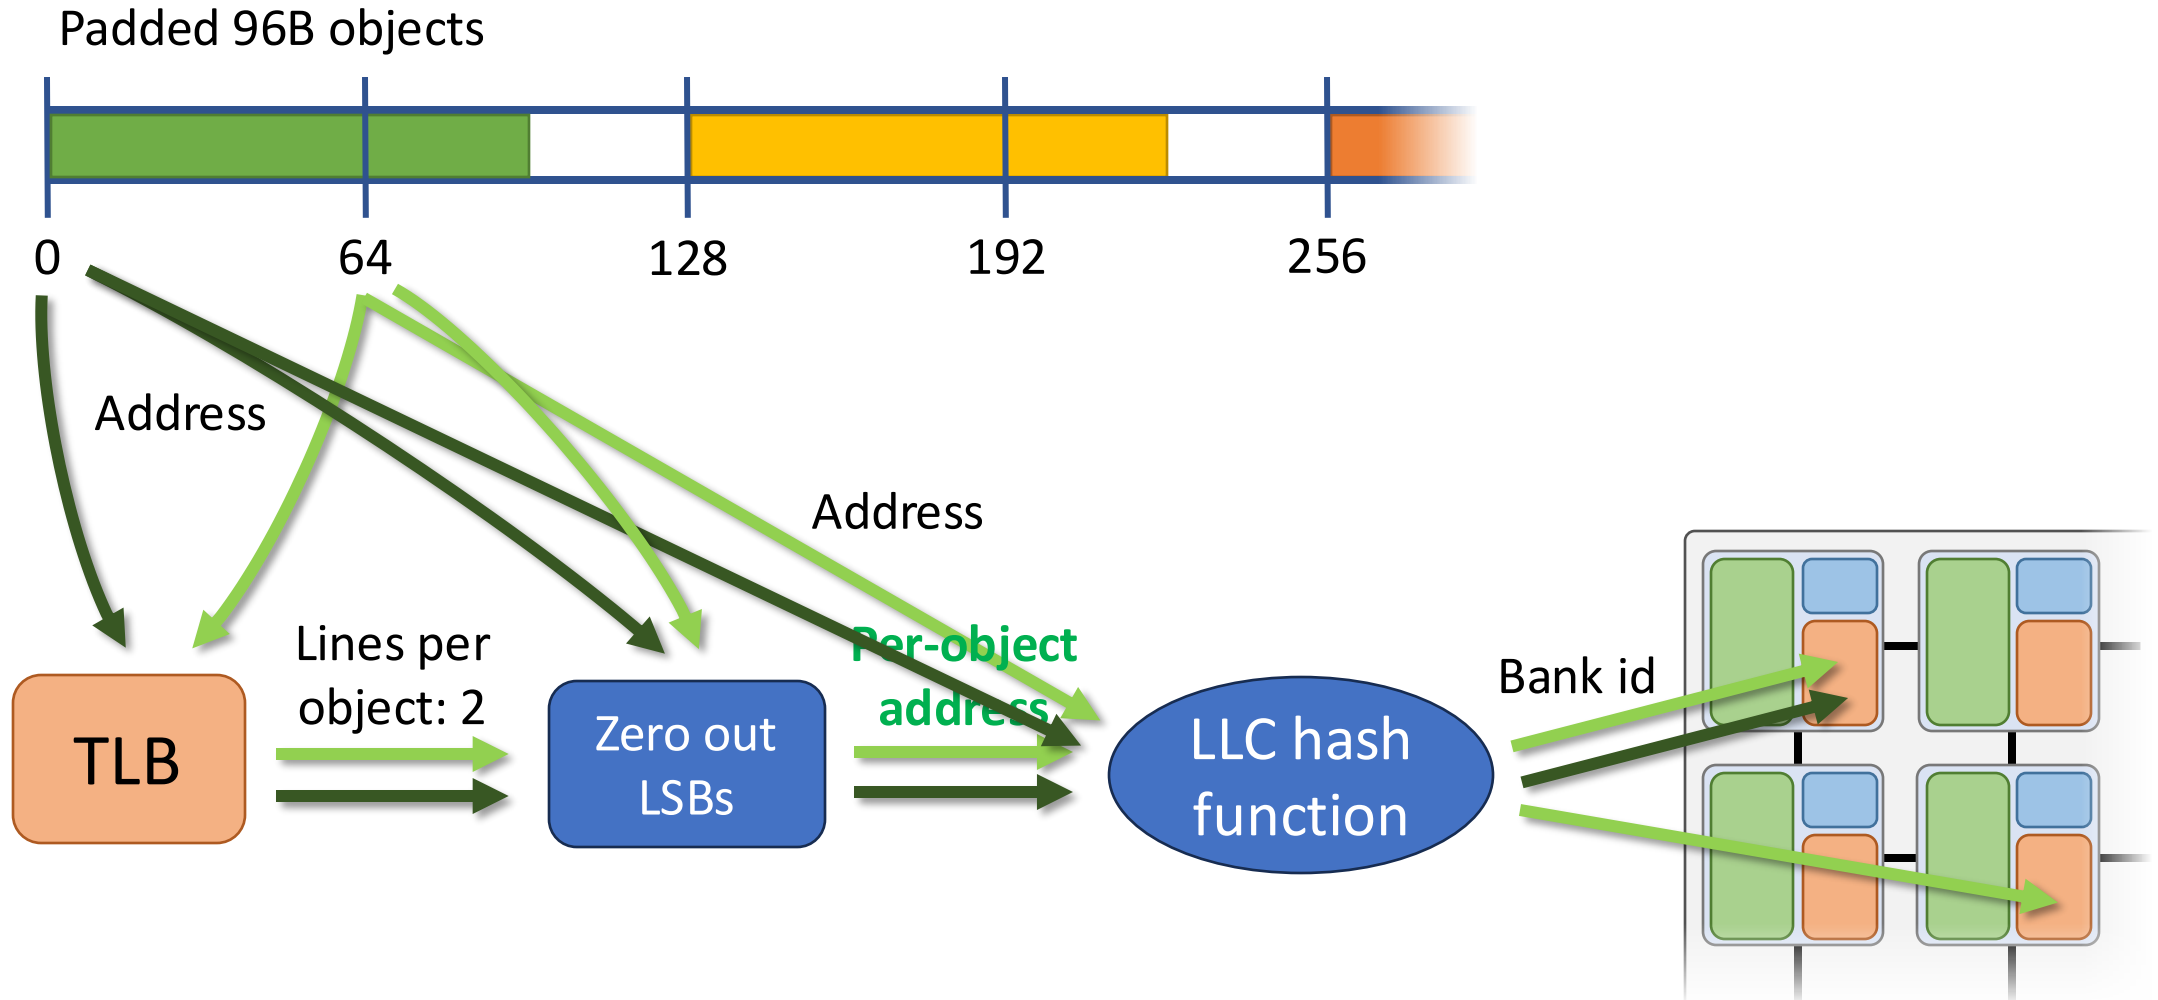 Padded 96B objects
0 64 128 192 256
Address
Address
Lines per
object: 2
Per-object
address
Bank id
TLB
Zero out
LSBs
LLC hash
function